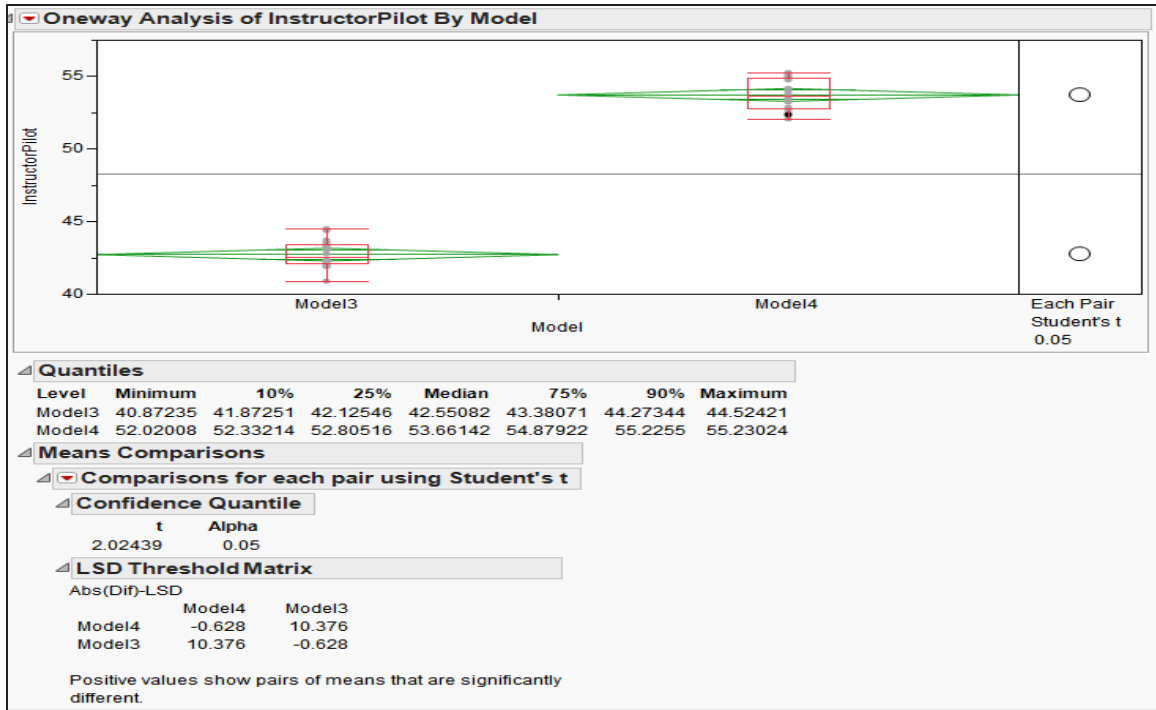 Oneway Analysis of InstructorPilot By Model
InstructorPilot
55
50
45
40
Model3 Model4
Model
Each Pair
Student's t
0.05
Quantiles
Level Minimum 10% 25% Median 75% 90% Maximum
Model3 40.87235 41.87251 42.12546 42.55082 43.38071 44.27344 44.52421
Model4 52.02008 52.33214 52.80516 53.66142 54.87922 55.2255 55.23024
Means Comparisons
Comparisons for each pair using Student's t
Confidence Quantile
t Alpha
2.02439 0.05
LSD Threshold Matrix
Abs(Dif)-LSD
Model4 Model3
Model4 -0.628 10.376
Model3 10.376 -0.628
Positive values show pairs of means that are significantly
different.